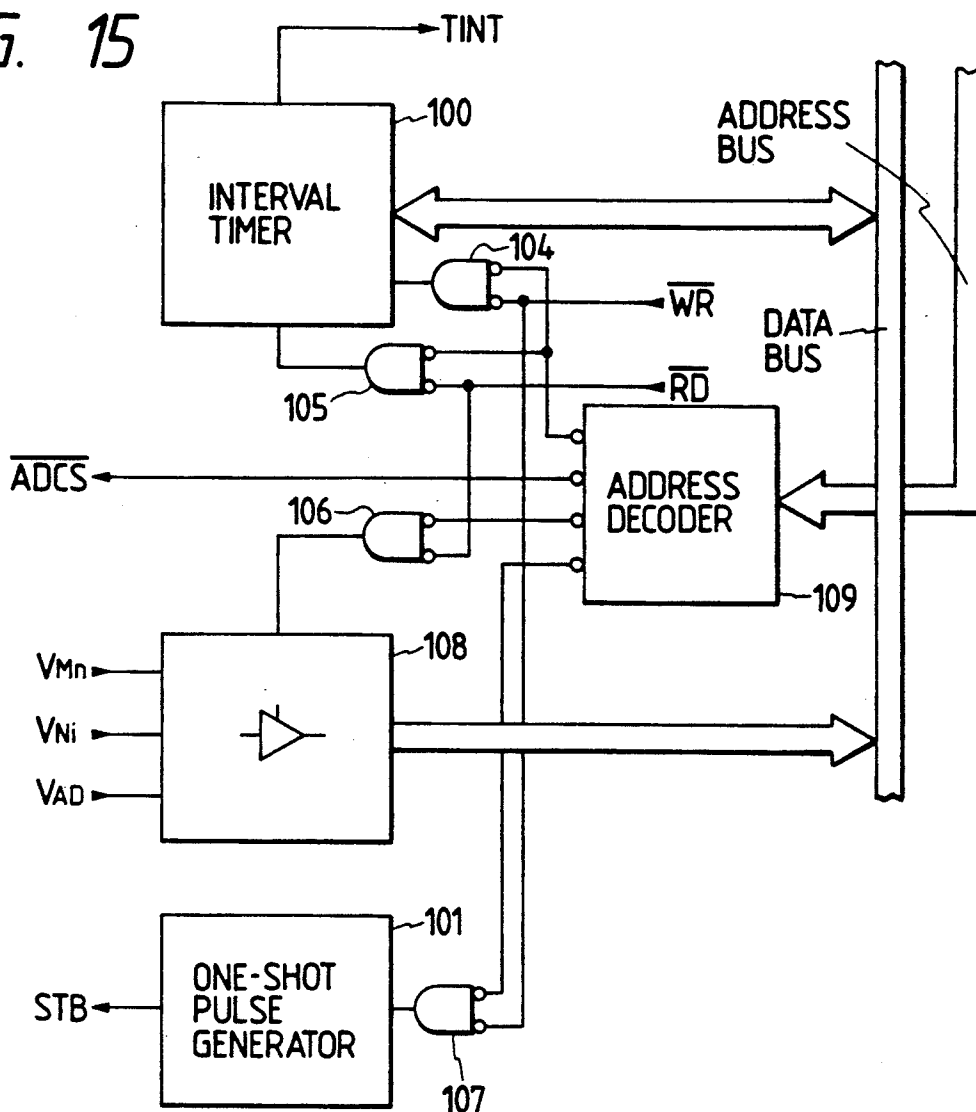 G. 15
TINT
100
ADDRESS
BUS
INTERVAL
TIMER
104
WR
DATA
BUS
105
RD
ADCS
106
ADDRESS
DECODER
109
108
VMn
VNi
VAD
101
ONE-SHOT
PULSE
GENERATOR
STB
107